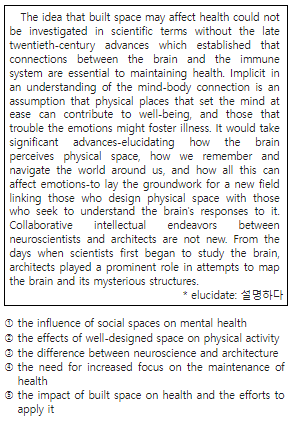 The idea that built space may affect health could not
be investigated in scientific terms without the late
twentieth-century advances which established that
connections between the brain and the immune
system are essential to maintaining health. Implicit in
an understanding of the mind-body connection is an
assumption that physical places that set the mind at
ease can contribute to well-being, and those that
trouble the emotions might foster illness. It would take
significant advances-elucidating how the brain
perceives physical space, how we remember and
navigate the world around us, and how all this can
affect emotions-to lay the groundwork for a new field
linking those who design physical space with those
who seek to understand the brain's responses to it.
Collaborative intellectual endeavors between
neuroscientists and architects are not new. From the
days when scientists first began to study the brain,
architects played a prominent role in attempts to map
the brain and its mysterious structures.
* elucidate: 설명하다
① the influence of social spaces on mental health
② the effects of well-designed space on physical activity
③ the difference between neuroscience and architecture
④ the need for increased focus on the maintenance of
health
⑤ the impact of built space on health and the efforts to
apply it